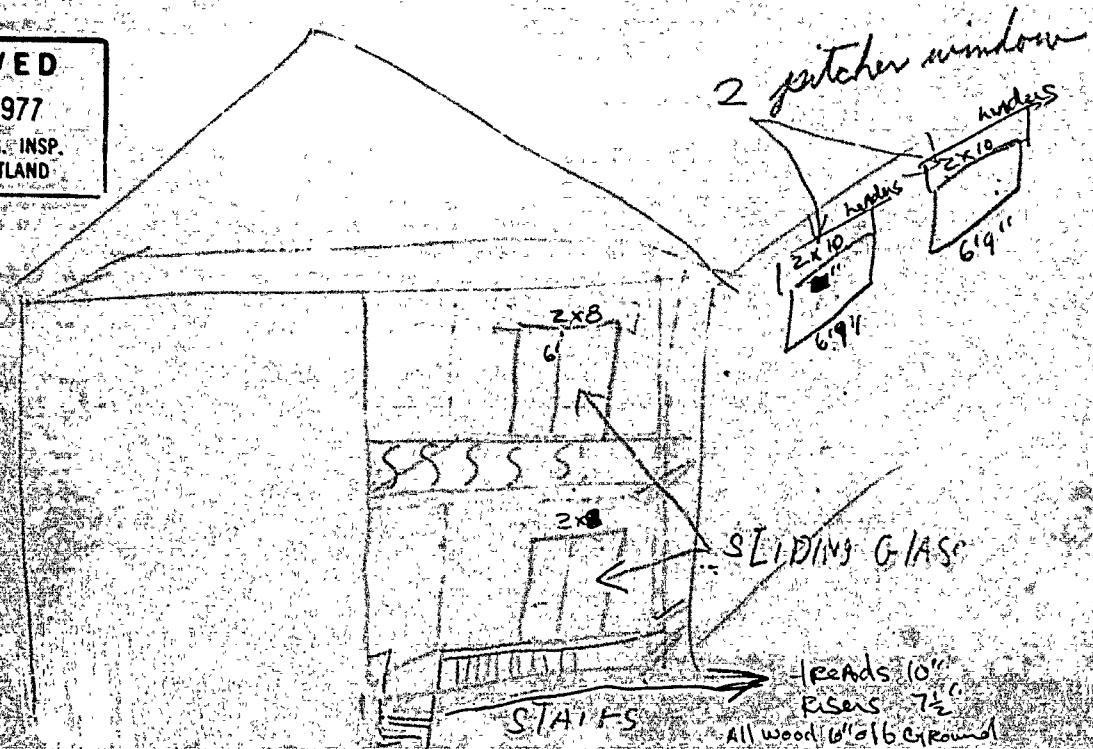 VED
977
. INSP.
TLAND
2 pitcher window
headers
2x10
6'9"
headers
2x10
6'9"
2x8
6'
2x8
SLIDING GLASS
STAIRS
treads 10"
Risers 7½"
All wood 6" off Ground